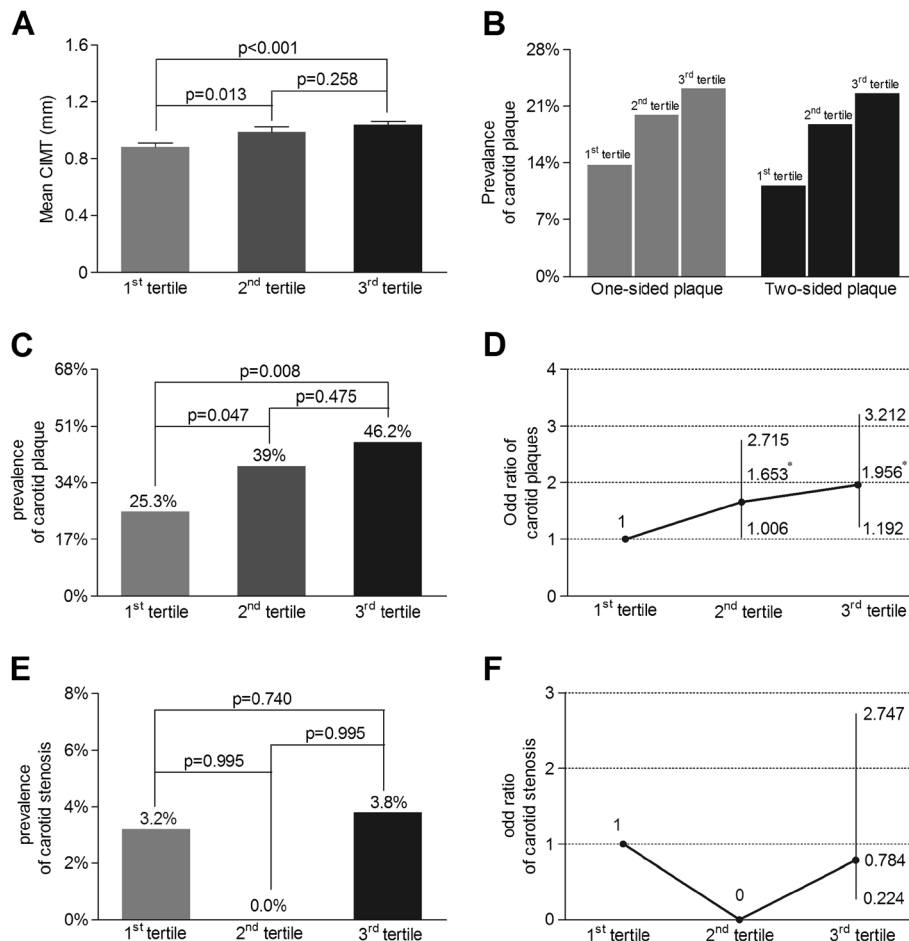 A
Mean CIMT (mm)
1.6
1.2
0.8
0.4
0
p<0.001
p=0.258
p=0.013
1st tertile
2nd tertile
3rd tertile
B
Prevalance
of carotid plaque
28%
21%
14%
7%
0%
1st tertile
2nd tertile
3rd tertile
1st tertile
2nd tertile
3rd tertile
One-sided plaque
Two-sided plaque
C
prevalence
of carotid plaque
68%
51%
34%
17%
0%
p=0.008
p=0.475
p=0.047
25.3%
39%
46.2%
1st tertile
2nd tertile
3rd tertile
D
Odd ratio of
carotid plaques
4
3
2
1
0
1
2.715
1.653*
1.006
3.212
1.956*
1.192
1st tertile
2nd tertile
3rd tertile
E
prevalence
of carotid stenosis
8%
6%
4%
2%
0%
p=0.740
p=0.995
p=0.995
3.2%
0.0%
3.8%
1st tertile
2nd tertile
3rd tertile
F
odd ratio
of carotid stenosis
3
2
1
0
1
0
2.747
0.784
0.224
1st tertile
2nd tertile
3rd tertile